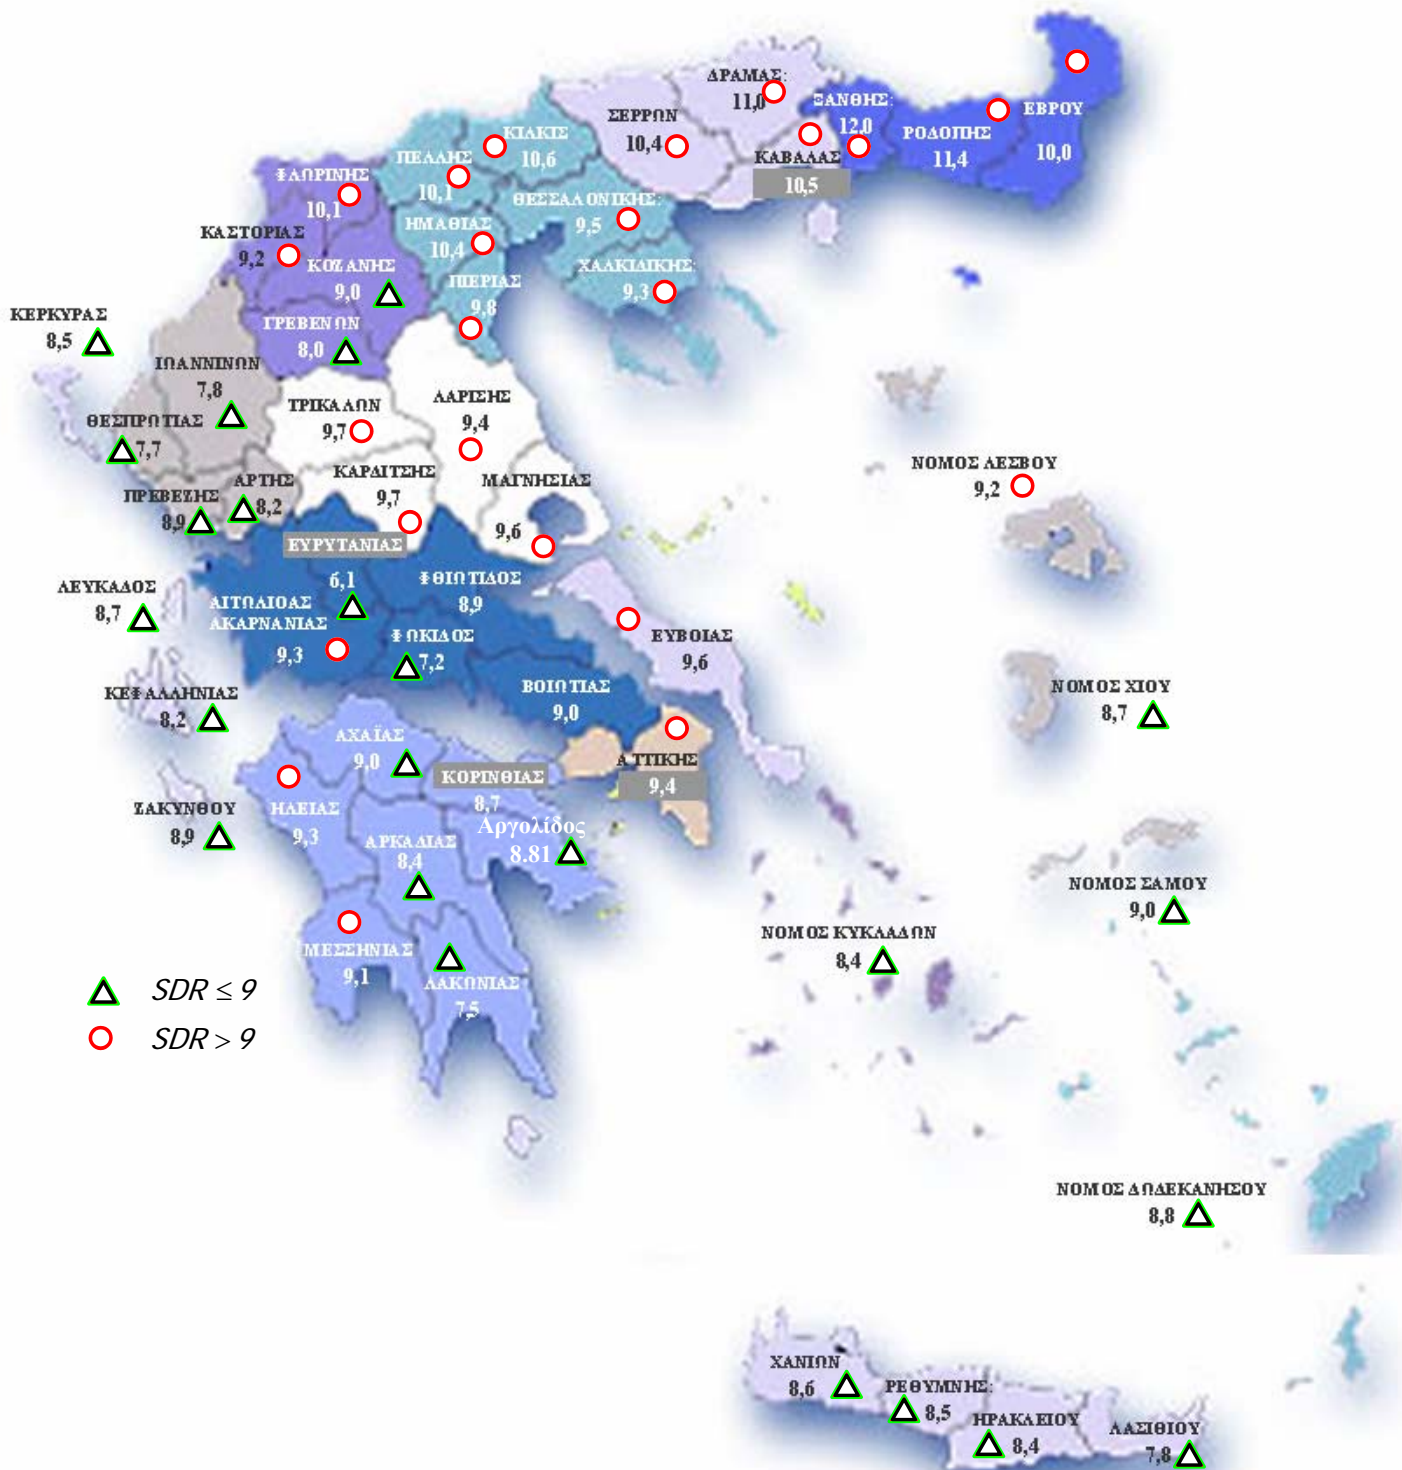 ΔΡΑΜΑΣ:
11,0
ΞΑΝΘΗΣ:
12,0
ΕΒΡΟΥ
10,0
ΣΕΡΡΩΝ
10,4
ΡΟΔΟΠΗΣ
11,4
ΚΑΒΑΛΑΣ
10,5
ΚΙΛΚΙΣ
10,6
ΠΕΛΛΗΣ
10,1
ΦΛΩΡΙΝΗΣ
10,1
ΘΕΣΣΑΛΟΝΙΚΗΣ:
9,5
ΗΜΑΘΙΑΣ
10,4
ΚΑΣΤΟΡΙΑΣ
9,2
ΚΟΖΑΝΗΣ
9,0
ΧΑΛΚΙΔΙΚΗΣ:
9,3
ΠΙΕΡΙΑΣ
9,8
ΚΕΡΚΥΡΑΣ
8,5
ΓΡΕΒΕΝΩΝ
8,0
ΙΩΑΝΝΙΝΩΝ
7,8
ΤΡΙΚΑΛΩΝ
9,7
ΛΑΡΙΣΗΣ
9,4
ΘΕΣΠΡΩΤΙΑΣ
7,7
ΝΟΜΟΣ ΛΕΣΒΟΥ
9,2
ΚΑΡΔΙΤΣΗΣ
9,7
ΜΑΓΝΗΣΙΑΣ
9,6
ΑΡΤΗΣ
8,2
ΠΡΕΒΕΖΗΣ
8,9
ΕΥΡΥΤΑΝΙΑΣ
6,1
ΦΘΙΩΤΙΔΟΣ
8,9
ΛΕΥΚΑΔΟΣ
8,7
ΑΙΤΩΛΙΟΑΣ
ΑΚΑΡΝΑΝΙΑΣ
9,3
ΦΩΚΙΔΟΣ
7,2
ΕΥΒΟΙΑΣ
9,6
ΒΟΙΩΤΙΑΣ
9,0
ΝΟΜΟΣ ΧΙΟΥ
8,7
ΚΕΦΑΛΛΗΝΙΑΣ
8,2
ΑΧΑΪΑΣ
9,0
ΑΤΤΙΚΗΣ
9,4
ΚΟΡΙΝΘΙΑΣ
8,7
ΖΑΚΥΝΘΟΥ
8,9
ΗΛΕΙΑΣ
9,3
Αργολίδος
8.81
ΑΡΚΑΔΙΑΣ
8,4
ΝΟΜΟΣ ΣΑΜΟΥ
9,0
ΝΟΜΟΣ ΚΥΚΛΑΔΩΝ
8,4
ΜΕΣΣΗΝΙΑΣ
9,1
ΛΑΚΩΝΙΑΣ
7,5
SDR ≤ 9
SDR > 9
ΝΟΜΟΣ ΔΩΔΕΚΑΝΗΣΟΥ
8,8
ΧΑΝΙΩΝ
8,6
ΡΕΘΥΜΝΗΣ:
8,5
ΗΡΑΚΛΕΙΟΥ
8,4
ΛΑΣΙΘΙΟΥ
7,8